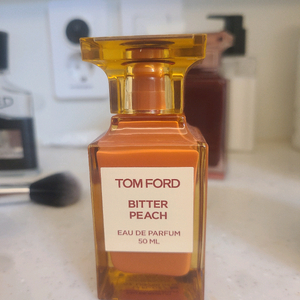 TOM FORD
BITTER
PEACH
EAU DE PARFUM
50 ML